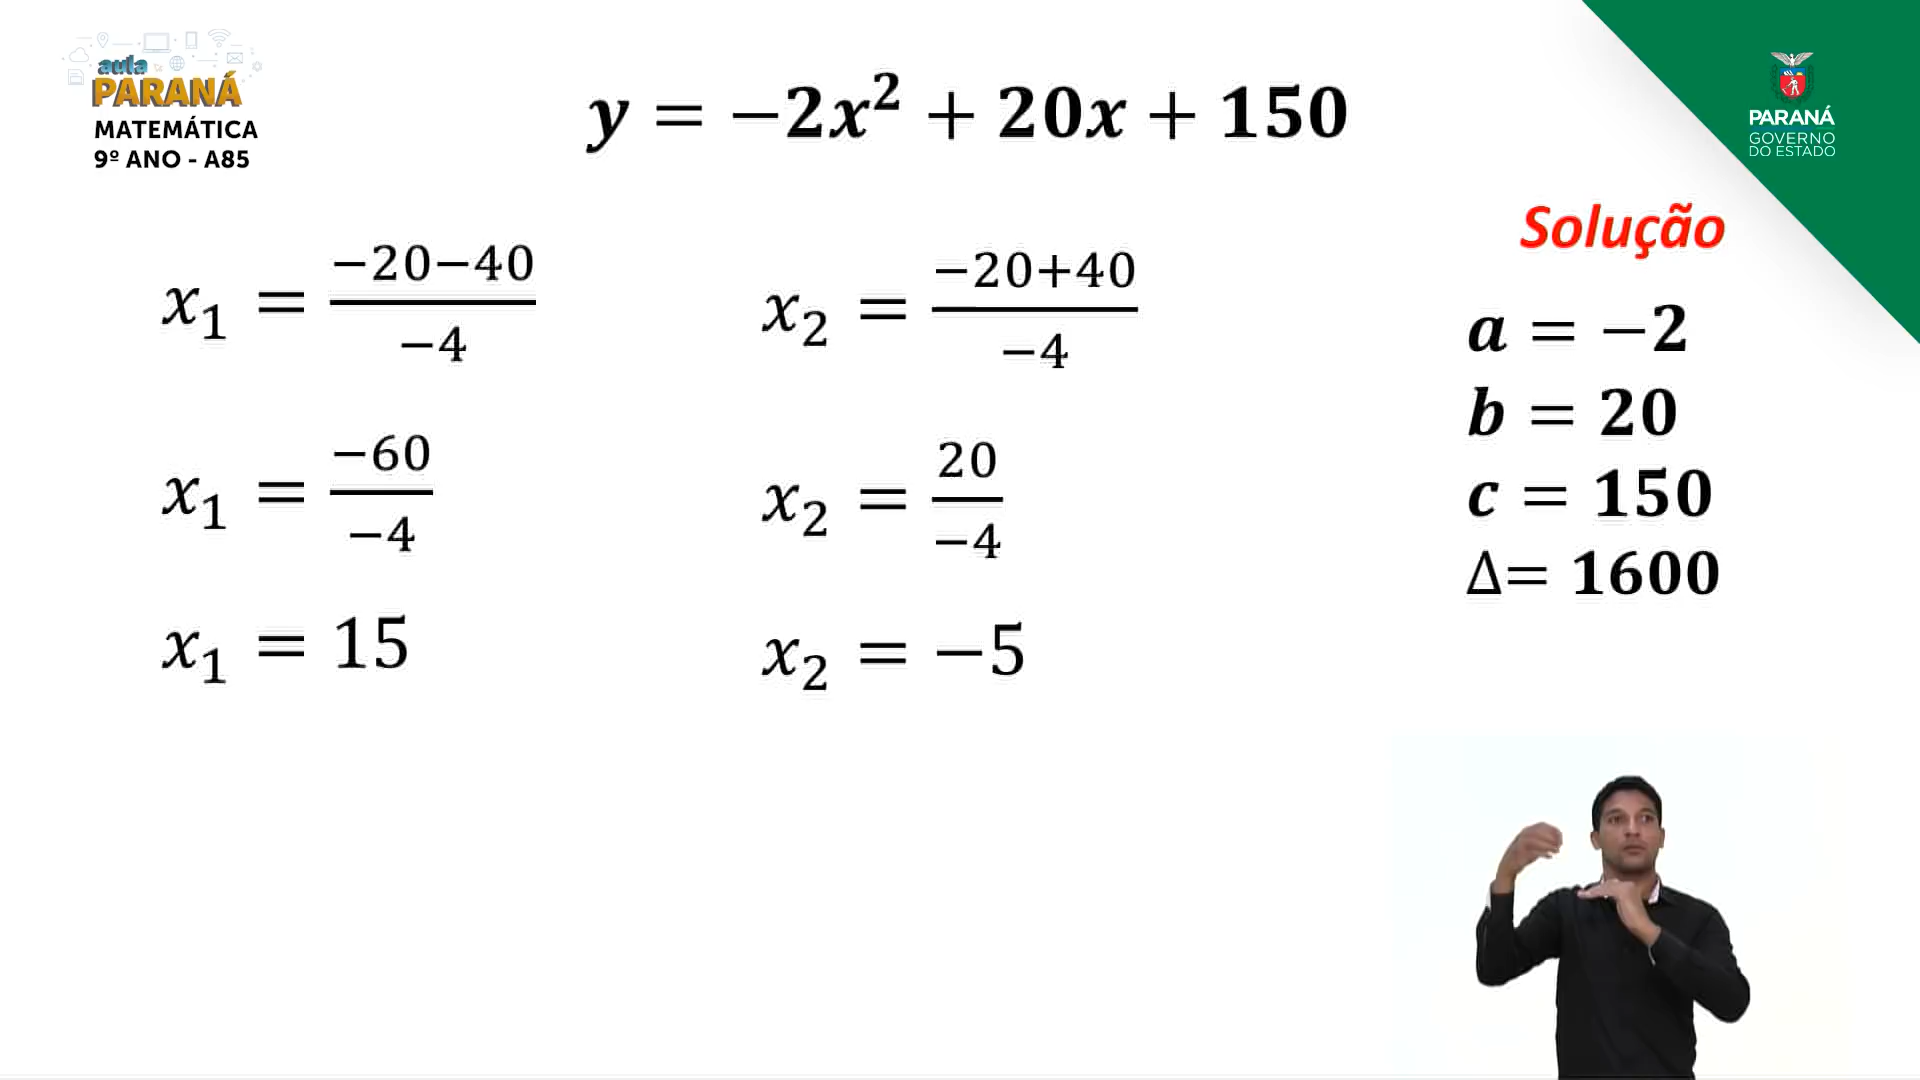 aula
PARANÁ
MATEMÁTICA
9º ANO - A85
y = −2x² + 20x + 150
PARANÁ
GOVERNO
DO ESTADO
Solução
x₁ = −20−40 / −4
x₂ = −20+40 / −4
a = −2
b = 20
c = 150
Δ= 1600
x₁ = −60 / −4
x₂ = 20 / −4
x₁ = 15
x₂ = −5